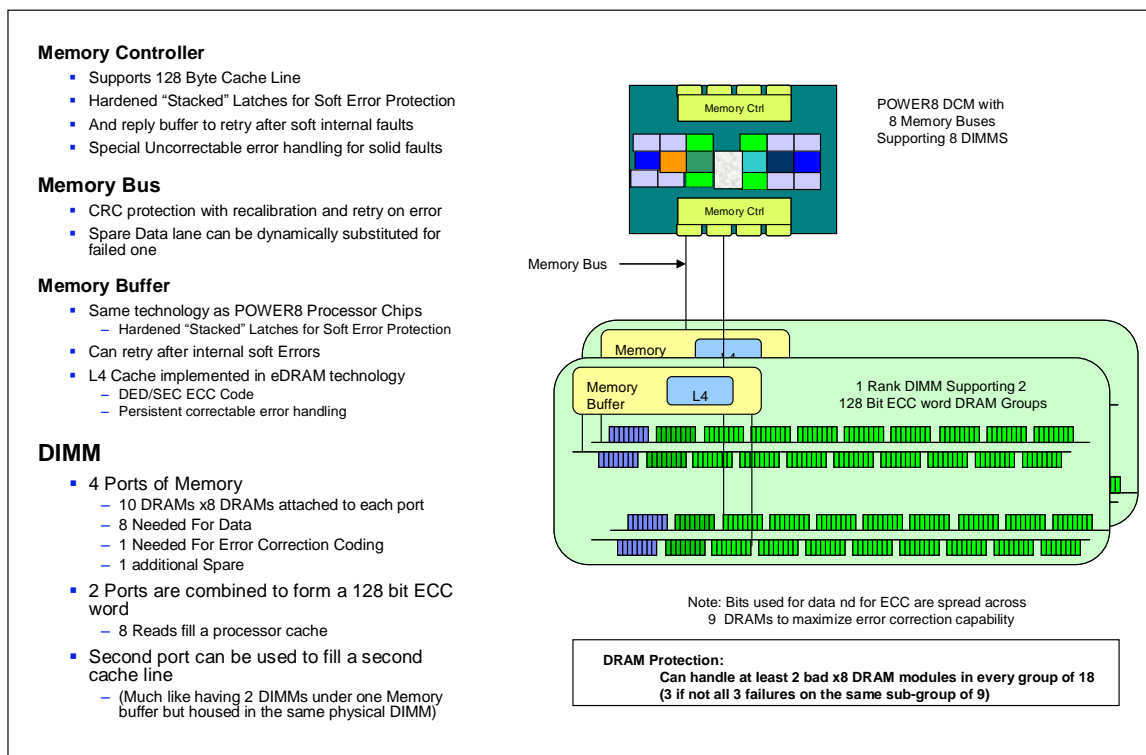 Memory Controller
▪ Supports 128 Byte Cache Line
▪ Hardened “Stacked” Latches for Soft Error Protection
▪ And reply buffer to retry after soft internal faults
▪ Special Uncorrectable error handling for solid faults
Memory Bus
▪ CRC protection with recalibration and retry on error
▪ Spare Data lane can be dynamically substituted for
failed one
Memory Buffer
▪ Same technology as POWER8 Processor Chips
– Hardened “Stacked” Latches for Soft Error Protection
▪ Can retry after internal soft Errors
▪ L4 Cache implemented in eDRAM technology
– DED/SEC ECC Code
– Persistent correctable error handling
DIMM
▪ 4 Ports of Memory
– 10 DRAMs x8 DRAMs attached to each port
– 8 Needed For Data
– 1 Needed For Error Correction Coding
– 1 additional Spare
▪ 2 Ports are combined to form a 128 bit ECC
word
– 8 Reads fill a processor cache
▪ Second port can be used to fill a second
cache line
– (Much like having 2 DIMMs under one Memory
buffer but housed in the same physical DIMM)
Memory Ctrl
Memory Ctrl
POWER8 DCM with
8 Memory Buses
Supporting 8 DIMMS
Memory Bus
Memory
L4
Memory
Buffer
L4
1 Rank DIMM Supporting 2
128 Bit ECC word DRAM Groups
Note: Bits used for data nd for ECC are spread across
9 DRAMs to maximize error correction capability
DRAM Protection:
Can handle at least 2 bad x8 DRAM modules in every group of 18
(3 if not all 3 failures on the same sub-group of 9)